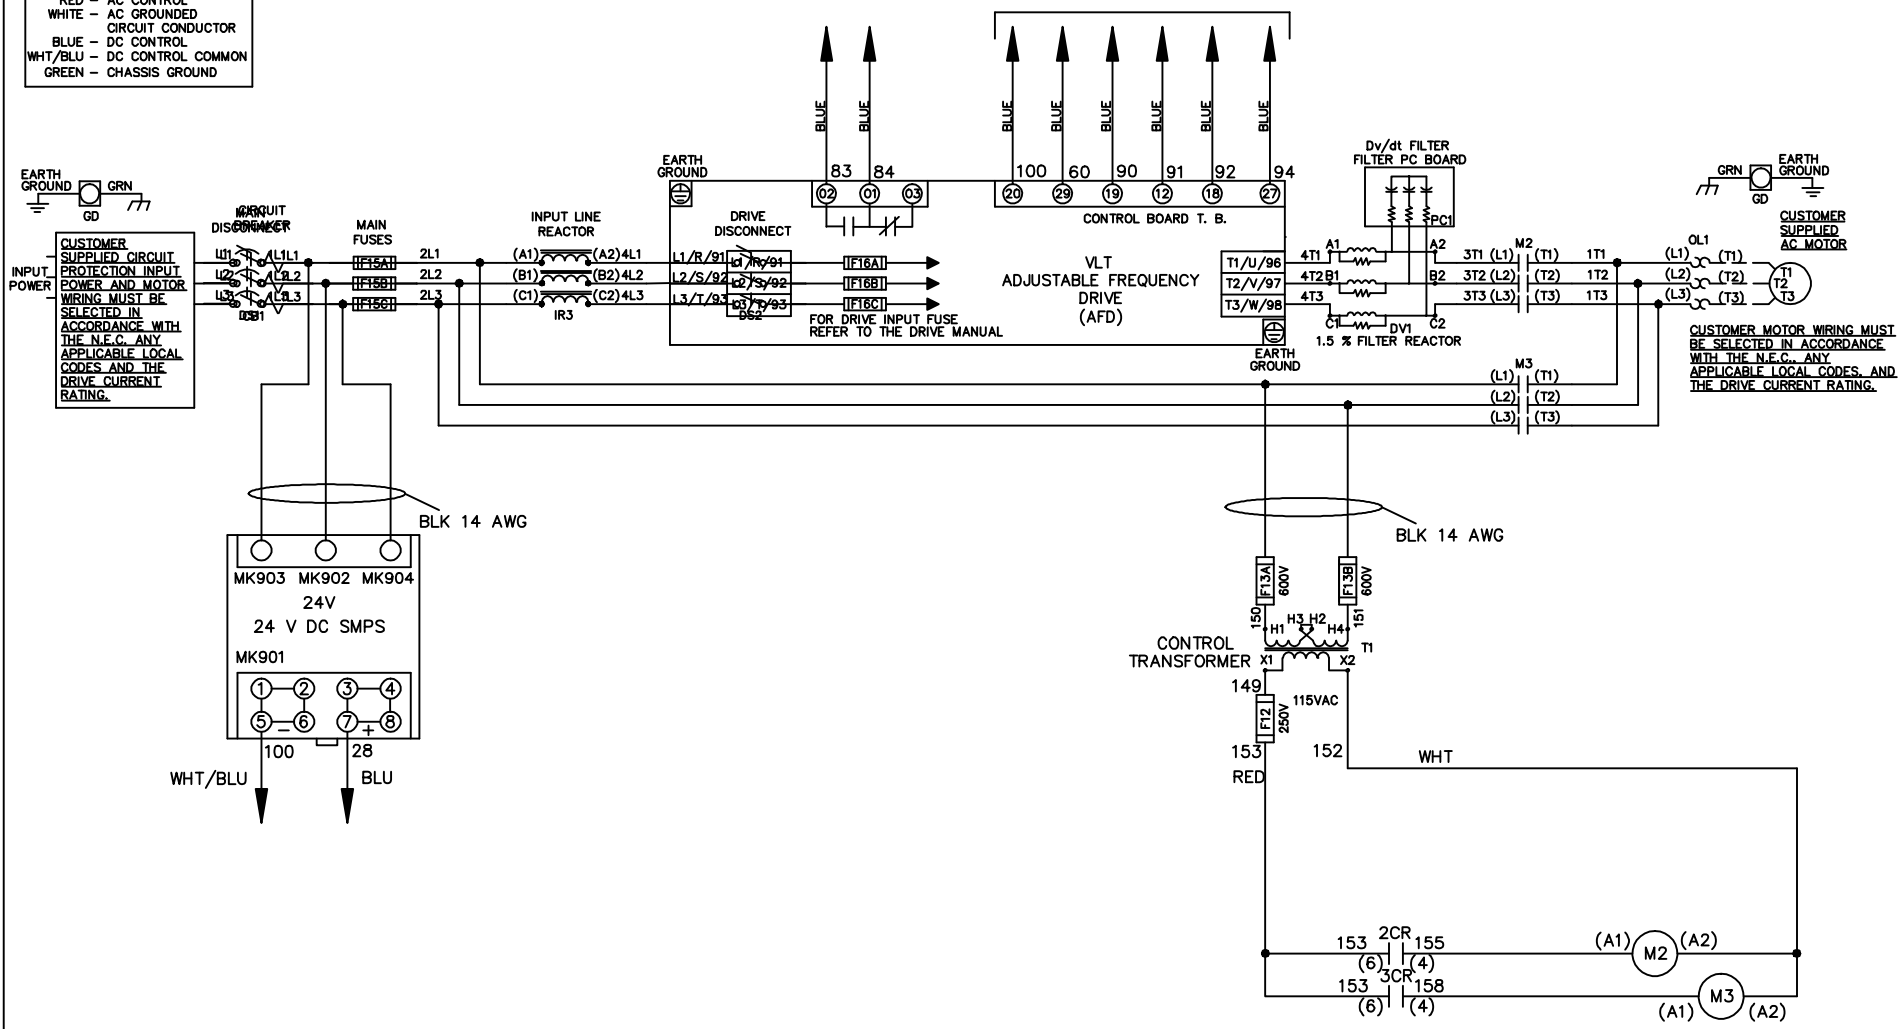 RED - AC CONTROL
WHITE - AC GROUNDED
CIRCUIT CONDUCTOR
BLUE - DC CONTROL
WHT/BLU - DC CONTROL COMMON
GREEN - CHASSIS GROUND
BLUE
BLUE
BLUE
BLUE
BLUE
BLUE
BLUE
BLUE
EARTH
GROUND
GRN
GD
MAIN
DISCONNECT
CIRCUIT
BREAKER
CUSTOMER
SUPPLIED CIRCUIT
PROTECTION INPUT
POWER AND MOTOR
WIRING MUST BE
SELECTED IN
ACCORDANCE WITH
THE N.E.C. ANY
APPLICABLE LOCAL
CODES AND THE
DRIVE CURRENT
RATING.
INPUT
POWER
L1 1L1
L2 1L2
L3 1L3
CB1
MAIN
FUSES
F15A
F15B
F15C
2L1
2L2
2L3
INPUT LINE
REACTOR
(A1) (A2) 4L1
(B1) (B2) 4L2
(C1) (C2) 4L3
IR3
EARTH
GROUND
L1/R/91
L2/S/92
L3/T/93
DRIVE
DISCONNECT
DS2
83 84
02 01 03
F16A
F16B
F16C
FOR DRIVE INPUT FUSE
REFER TO THE DRIVE MANUAL
100 60 90 91 92 94
20 29 19 12 18 27
CONTROL BOARD T. B.
VLT
ADJUSTABLE FREQUENCY
DRIVE
(AFD)
T1/U/96
T2/V/97
T3/W/98
EARTH
GROUND
4T1
4T2
4T3
Dv/dt FILTER
FILTER PC BOARD
PC1
A1 A2
B1 B2
C1 C2
DV1
1.5 % FILTER REACTOR
M2
3T1 (L1) (T1) 1T1
3T2 (L2) (T2) 1T2
3T3 (L3) (T3) 1T3
OL1
(L1) (T1)
(L2) (T2)
(L3) (T3)
T1
T2
T3
GRN
EARTH
GROUND
GD
CUSTOMER
SUPPLIED
AC MOTOR
CUSTOMER MOTOR WIRING MUST
BE SELECTED IN ACCORDANCE
WITH THE N.E.C., ANY
APPLICABLE LOCAL CODES, AND
THE DRIVE CURRENT RATING.
M3
(L1) (T1)
(L2) (T2)
(L3) (T3)
BLK 14 AWG
MK903 MK902 MK904
24V
24 V DC SMPS
MK901
1 2 3 4
5 6 7 8
- +
100 28
WHT/BLU BLU
BLK 14 AWG
F13A
600V
F13B
600V
150
151
H1 H3 H2 H4
T1
CONTROL
TRANSFORMER
X1 X2
149
115VAC
F12
250V
153
RED
152
WHT
2CR
153 155
(6) (4)
(A1) M2 (A2)
3CR
153 158
(6) (4)
(A1) M3 (A2)